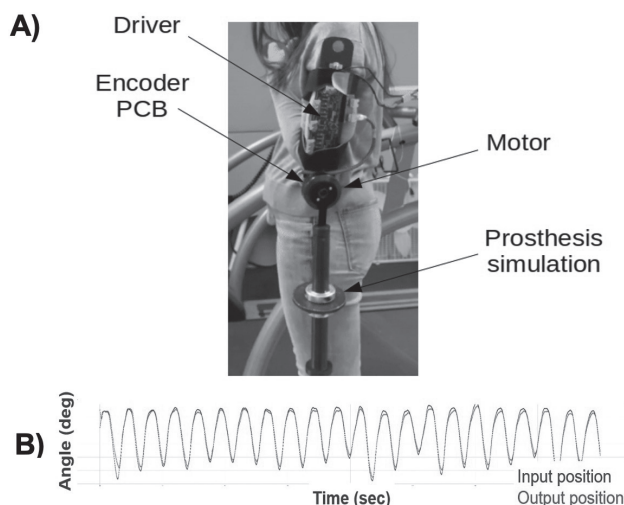 A)
Driver
Encoder
PCB
Motor
Prosthesis
simulation
B)
Angle (deg)
Time (sec)
Input position
Output position